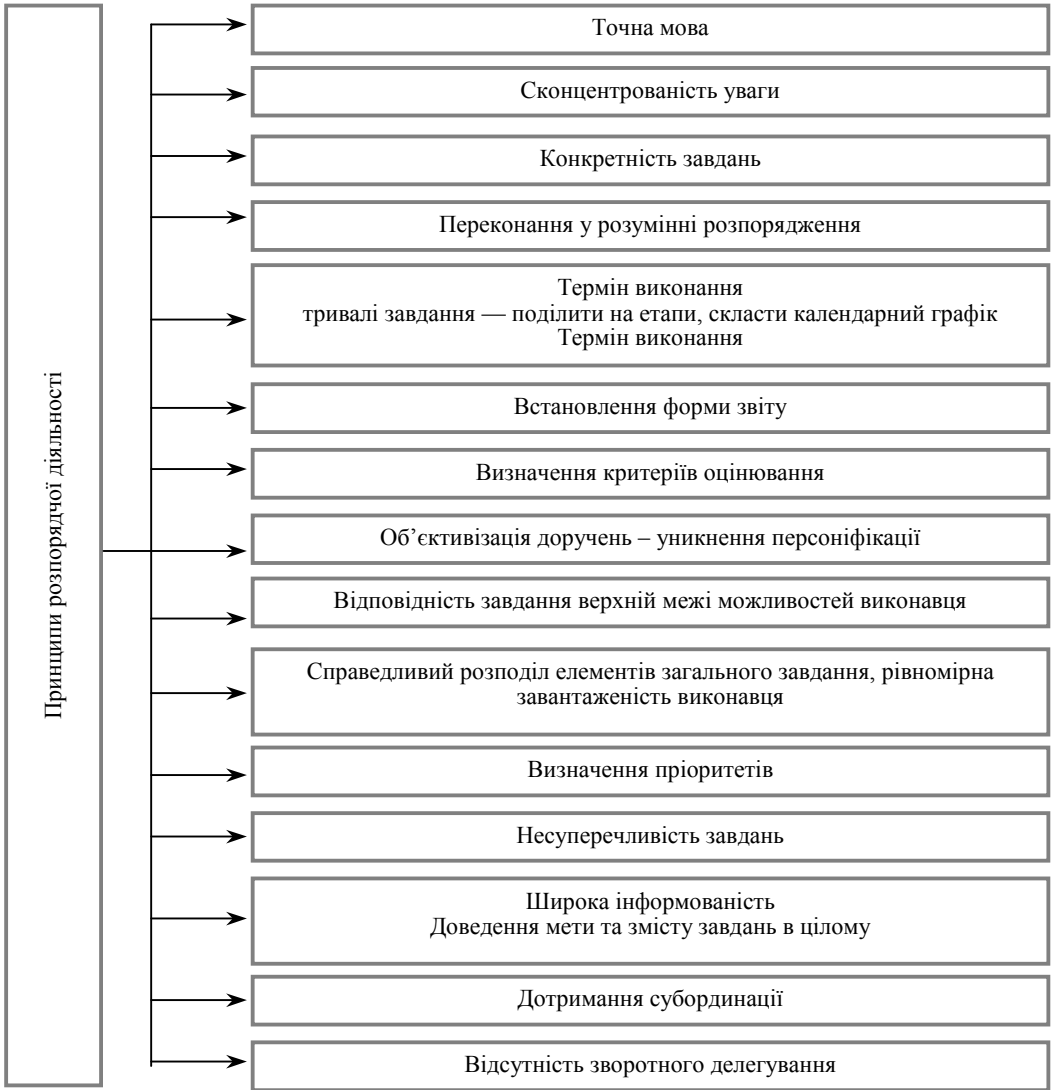 Принципи розпорядчої діяльності
Точна мова
Сконцентрованість уваги
Конкретність завдань
Переконання у розумінні розпорядження
Термін виконання
тривалі завдання — поділити на етапи, скласти календарний графік
Термін виконання
Встановлення форми звіту
Визначення критеріїв оцінювання
Об’єктивізація доручень – уникнення персоніфікації
Відповідність завдання верхній межі можливостей виконавця
Справедливий розподіл елементів загального завдання, рівномірна
завантаженість виконавця
Визначення пріоритетів
Несуперечливість завдань
Широка інформованість
Доведення мети та змісту завдань в цілому
Дотримання субординації
Відсутність зворотного делегування